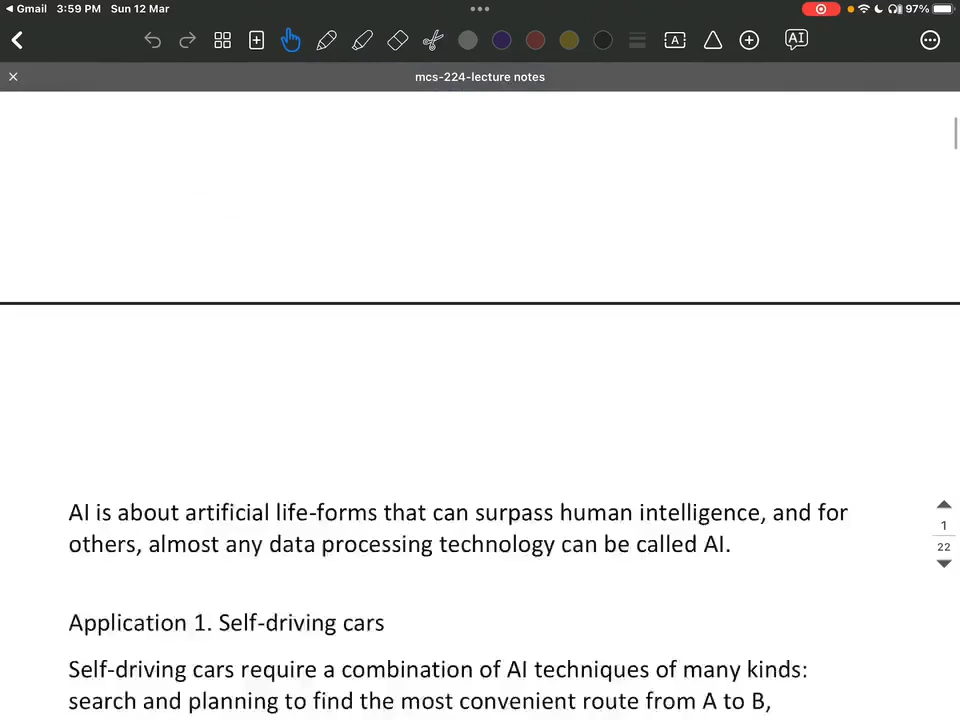 Gmail 3:59 PM Sun 12 Mar 97%
A AI
mcs-224-lecture notes
AI is about artificial life-forms that can surpass human intelligence, and for
others, almost any data processing technology can be called AI.
1
22
Application 1. Self-driving cars
Self-driving cars require a combination of AI techniques of many kinds:
search and planning to find the most convenient route from A to B,